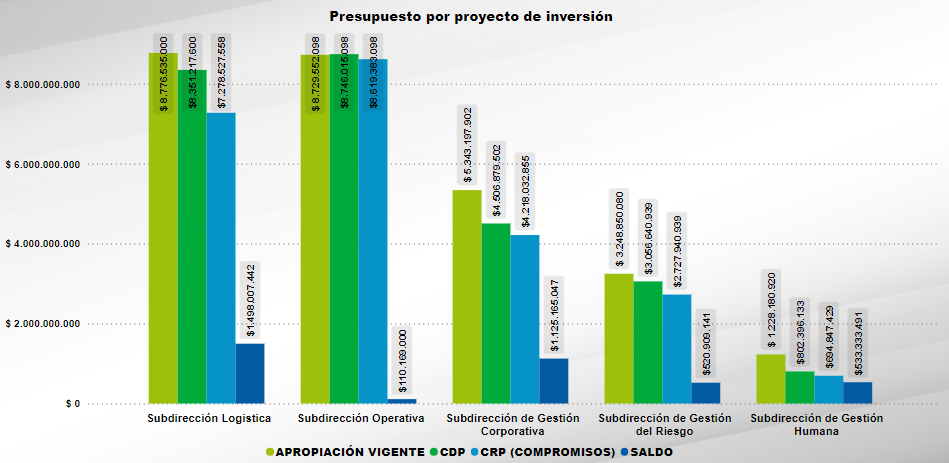 Presupuesto por proyecto de inversión
$ 8.000.000.000
$ 6.000.000.000
$ 4.000.000.000
$ 2.000.000.000
$ 0
$ 8.776.535.000
$8.351.217.600
$7.278.527.558
$1.498.007.442
$ 8.729.552.098
$8.746.015.098
$8.619.383.098
$110.169.000
$ 5.343.197.902
$4.506.879.502
$4.218.032.855
$1.125.165.047
$ 3.248.850.080
$3.056.640.939
$2.727.940.939
$520.909.141
$ 1.228.180.920
$802.396.133
$694.847.429
$533.333.491
Subdirección Logistica
Subdirección Operativa
Subdirección de Gestión
Corporativa
Subdirección de Gestión
del Riesgo
Subdirección de Gestión
Humana
APROPIACIÓN VIGENTE CDP CRP (COMPROMISOS) SALDO